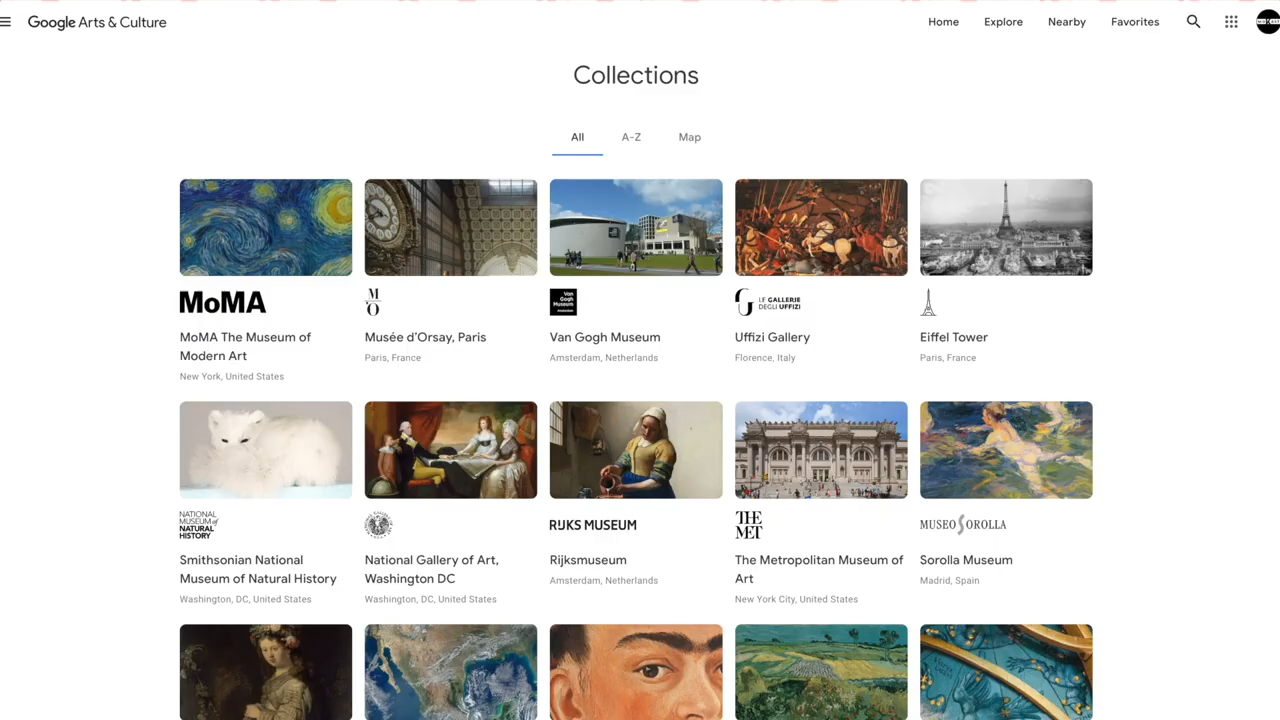 Google Arts & Culture
Home
Explore
Nearby
Favorites
Collections
All
A-Z
Map
MoMA
M
O
Van
Gogh
Museum
Amsterdam
LE GALLERIE
DEGLI UFFIZI
MoMA The Museum of
Modern Art
New York, United States
Musée d'Orsay, Paris
Paris, France
Van Gogh Museum
Amsterdam, Netherlands
Uffizi Gallery
Florence, Italy
Eiffel Tower
Paris, France
NATIONAL
MUSEUM of
NATURAL
HISTORY
RIJKS MUSEUM
THE
MET
MUSEO SOROLLA
Smithsonian National
Museum of Natural History
Washington, DC, United States
National Gallery of Art,
Washington DC
Washington, DC, United States
Rijksmuseum
Amsterdam, Netherlands
The Metropolitan Museum of
Art
New York City, United States
Sorolla Museum
Madrid, Spain